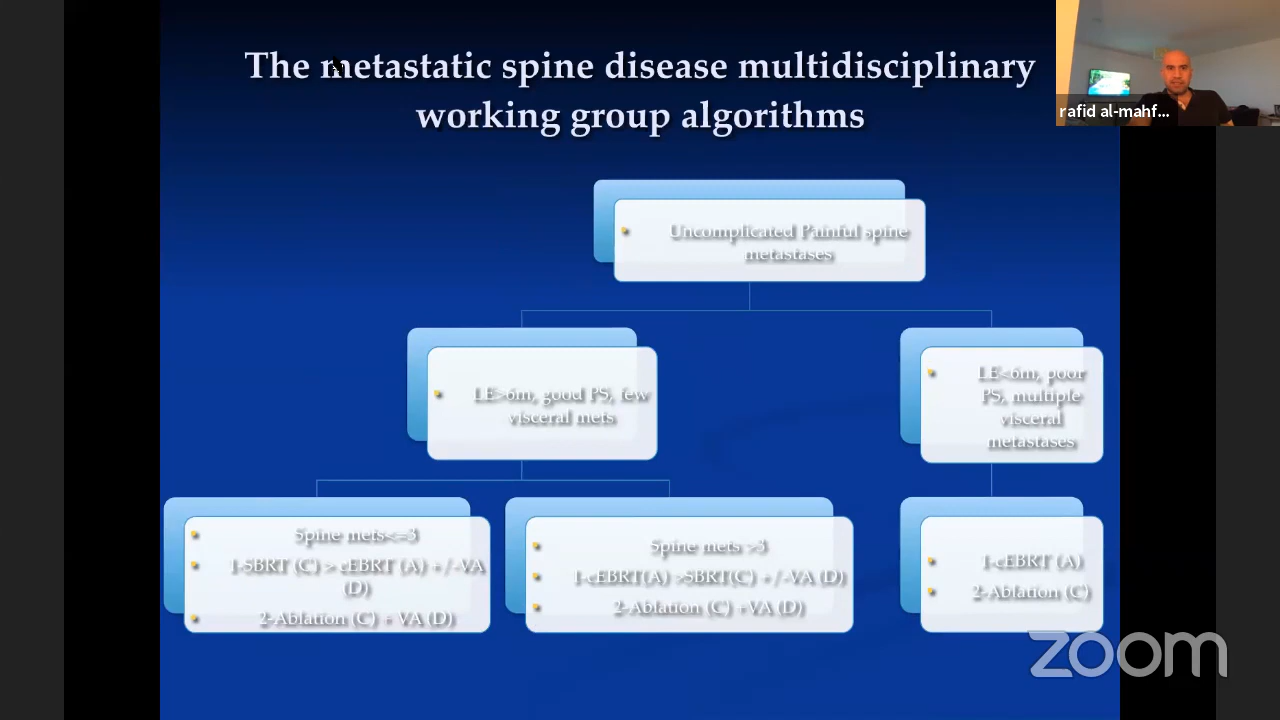 The metastatic spine disease multidisciplinary
working group algorithms
rafid al-mahf...
Uncomplicated Painful spine
metastases
LE>6m, good PS, few
visceral mets
LE<6m, poor
PS, multiple
visceral
metastases
Spine mets<=3
1-SBRT (C) > cEBRT (A) +/-VA
(D)
2-Ablation (C) + VA (D)
Spine mets >3
1-cEBRT(A) >SBRT(C) +/-VA (D)
2-Ablation (C) +VA (D)
1-cEBRT (A)
2-Ablation (C)
zoom